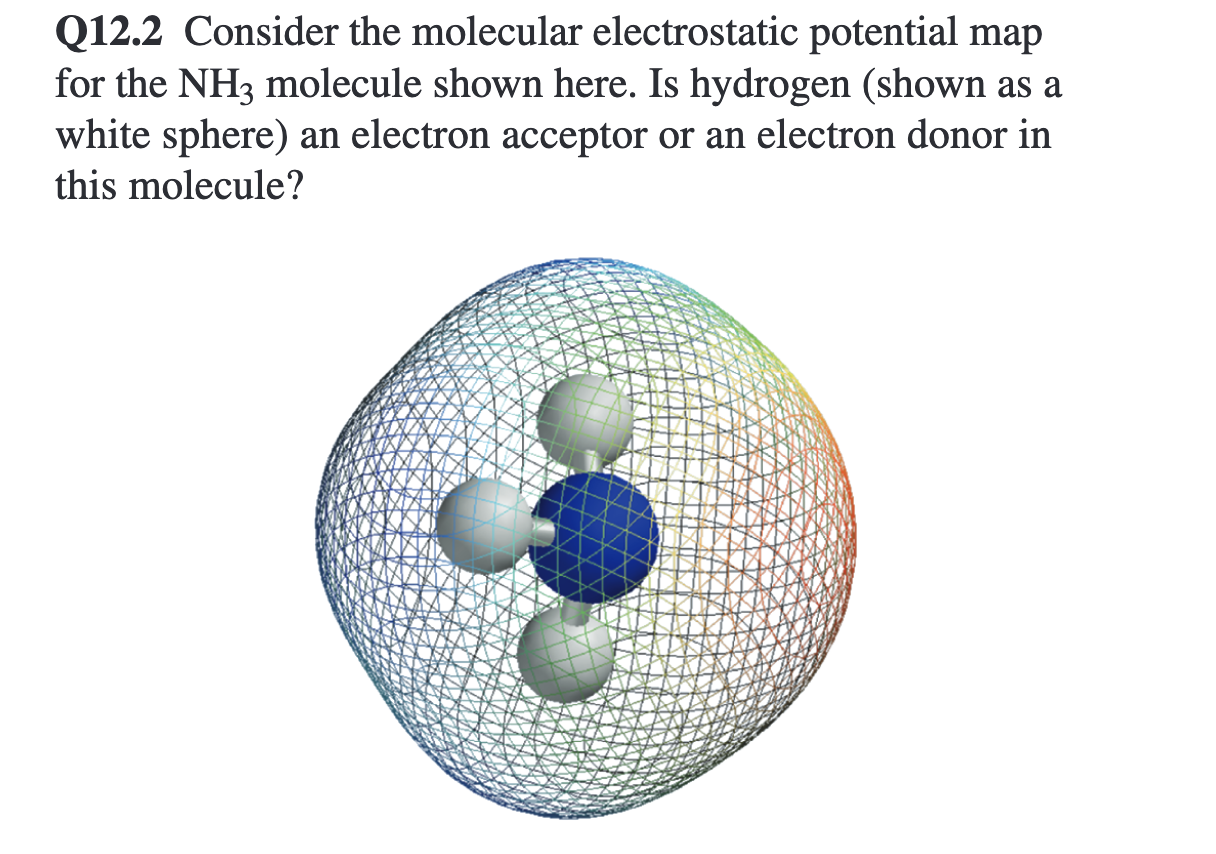 Q12.2 Consider the molecular electrostatic potential map
for the NH₃ molecule shown here. Is hydrogen (shown as a
white sphere) an electron acceptor or an electron donor in
this molecule?